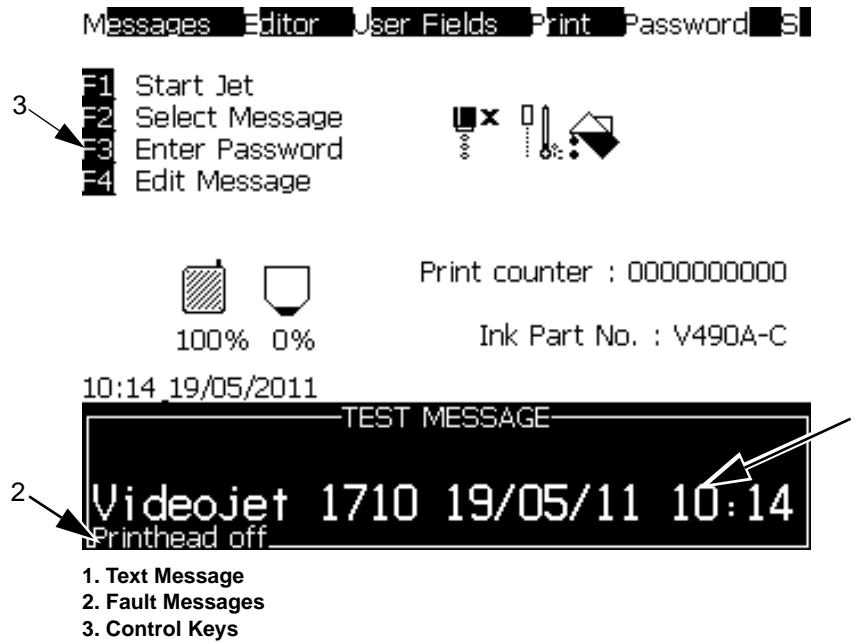 Messages Editor User Fields Print Password S
F1 Start Jet
F2 Select Message
3
F3 Enter Password
F4 Edit Message
Print counter : 0000000000
100% 0%
Ink Part No. : V490A-C
10:14 19/05/2011
TEST MESSAGE
Videojet 1710 19/05/11 10:14
2
Printhead off
1. Text Message
2. Fault Messages
3. Control Keys